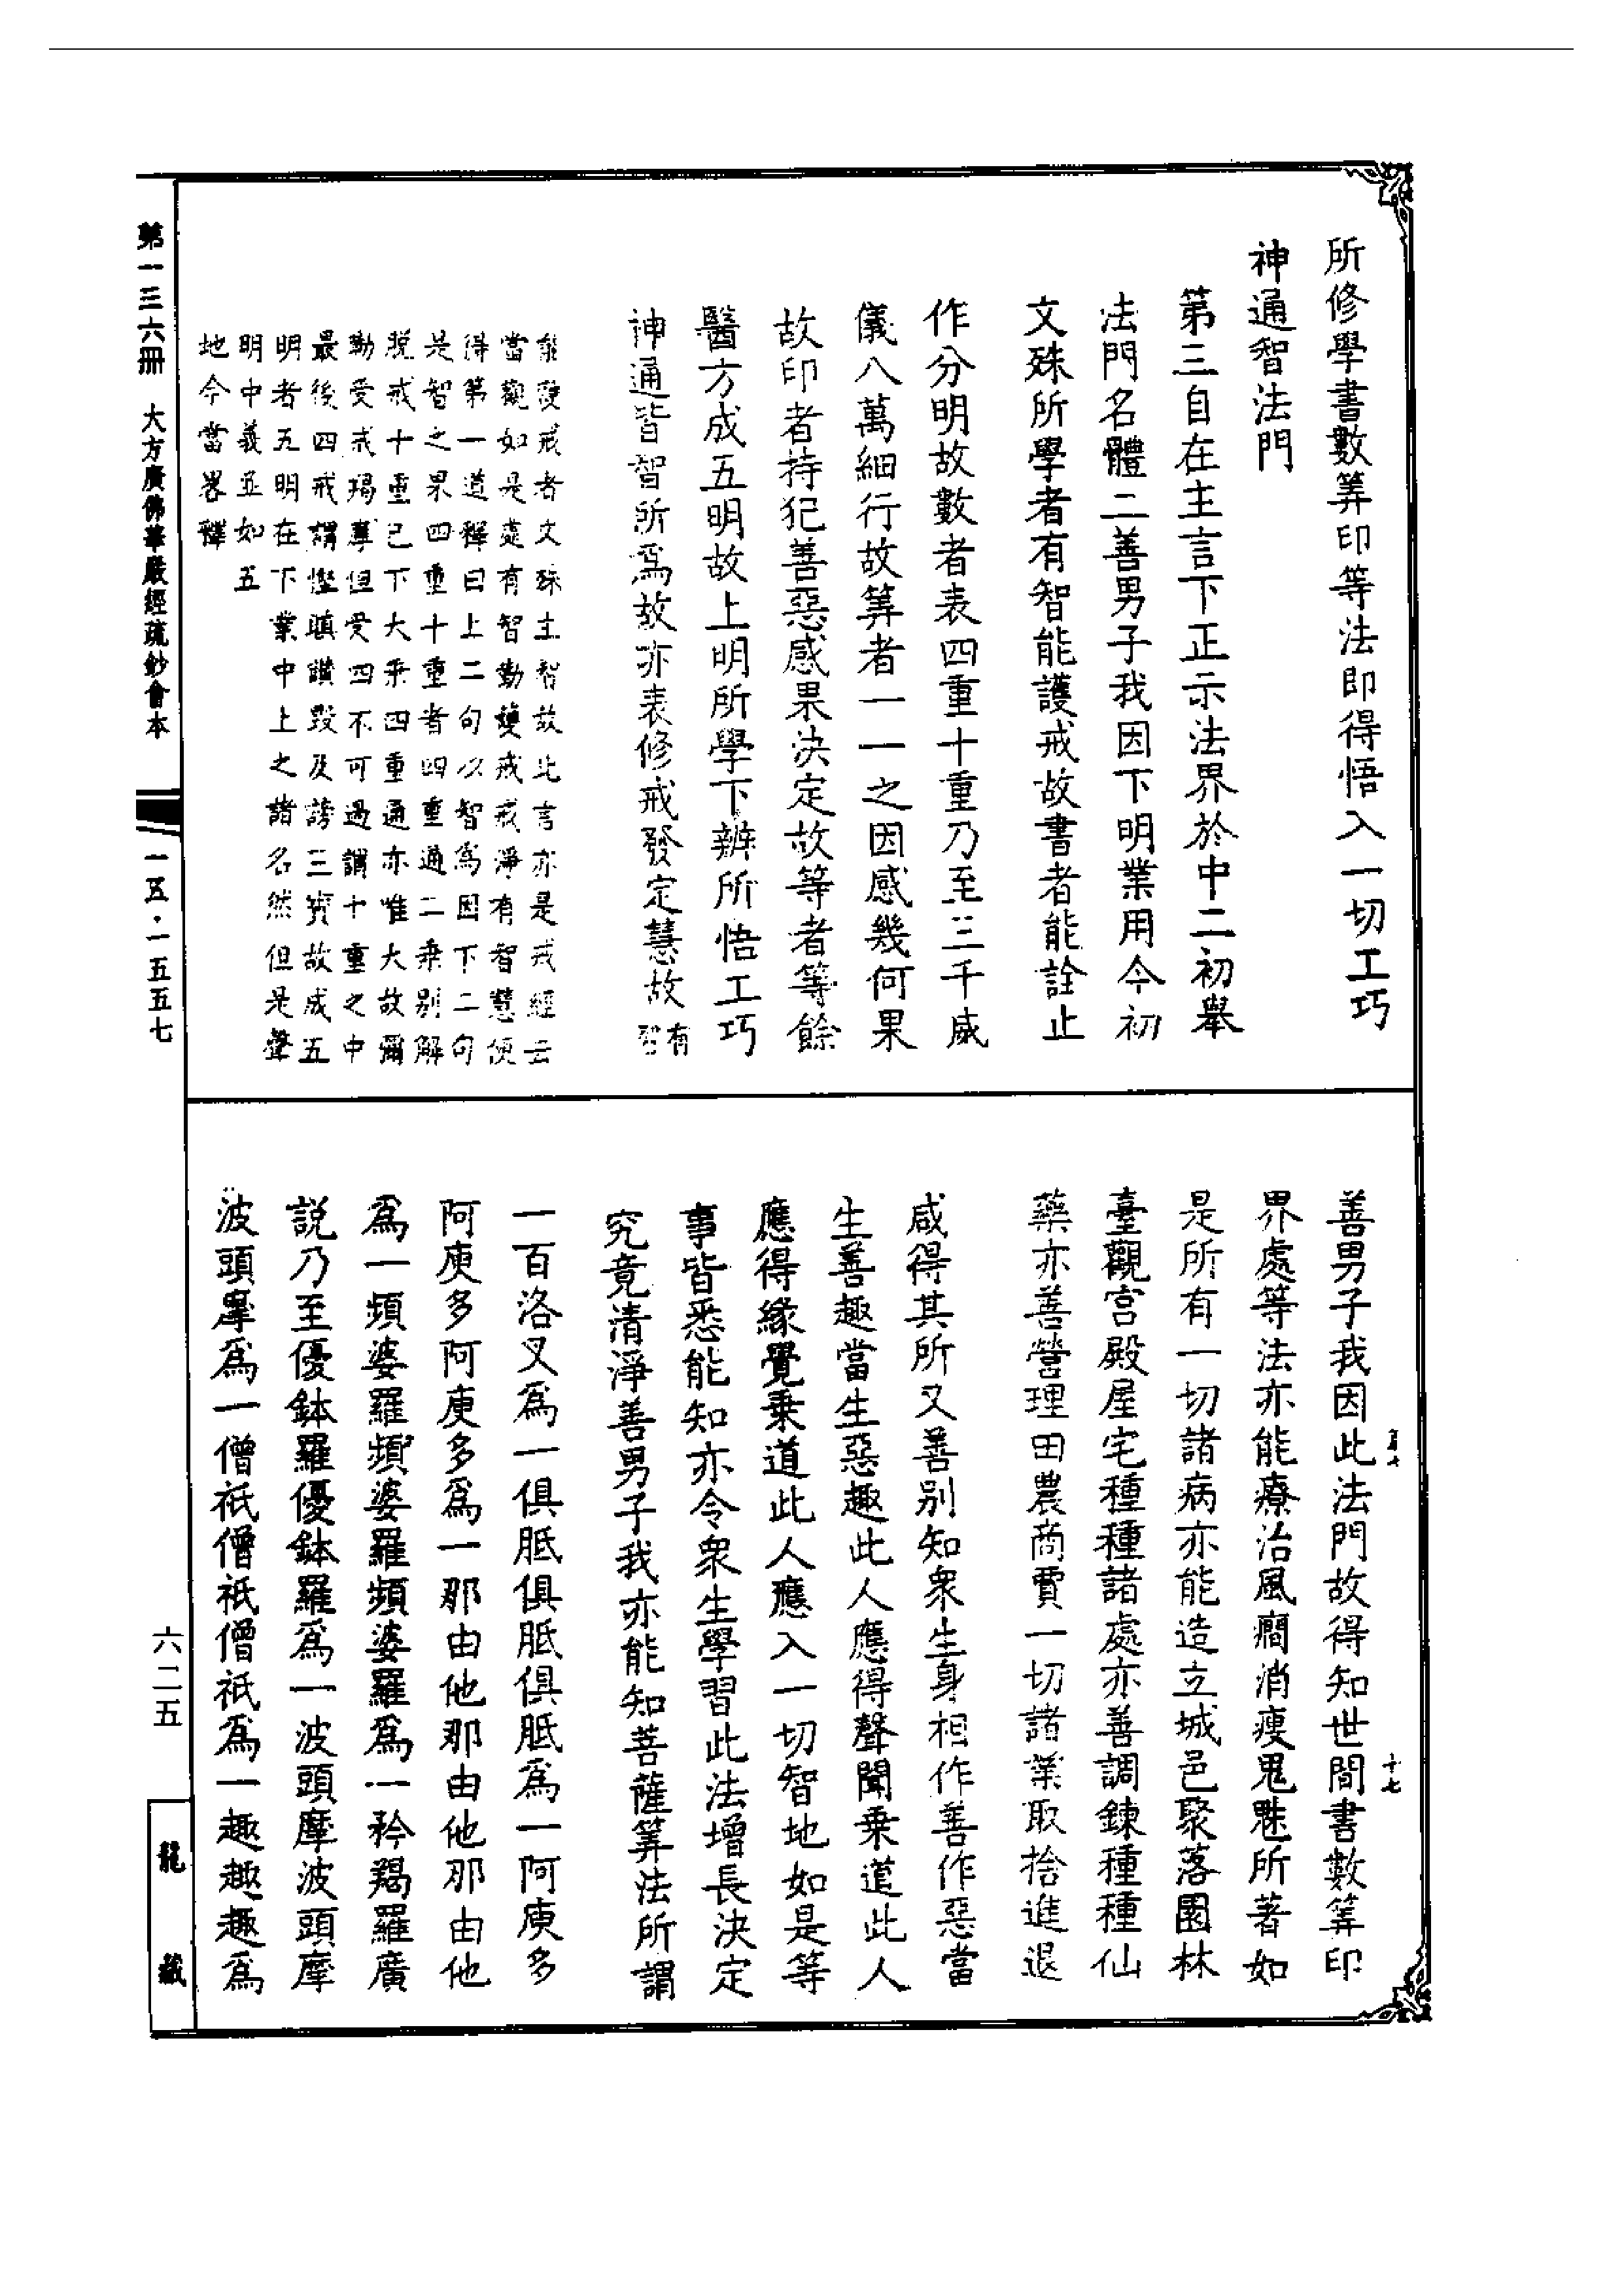 所修學書數筭印等法即得悟入一切工巧
神通智法門
第三自在主言下正示法界於中二初舉
法門名體二善男子我因下明業用今初
文殊所學者有智能護戒故書者能詮止
作分明故數者表四重十重乃至三千威
儀八萬細行故筭者一一之因感幾何果
故印者持犯善惡感果決定故等者等餘
醫方成五明故上明所學下辨所悟工巧
神通皆智所爲故亦表修戒發定慧故有智
能護戒者文殊主智故此言亦是戒經云
當觀如是處有智勤護戒戒淨有智慧便
得第一道釋曰上二句以智爲因下二句
是智之果四重十重者四重通二乘別解
脫戒十重已下大乘四重通亦唯大故彌
勒受戒羯摩但受四不可過謂十重之中
最後四戒謂慳瞋讚毀及謗三寶故成五
明者五明在下業中上之諸名然但是聲
明中義並如五
地今當畧釋
善男子我因此法門故得知世間書數筭印
界處等法亦能療治風癎消瘦鬼魅所著如
是所有一切諸病亦能造立城邑聚落園林
臺觀宮殿屋宅種種諸處亦善調鍊種種仙
藥亦善營理田農商賈一切諸業取捨進退
咸得其所又善別知衆生身相作善作惡當
生善趣當生惡趣此人應得聲聞乗道此人
應得緣覺乗道此人應入一切智地如是等
事皆悉能知亦令衆生學習此法增長決定
究竟清淨善男子我亦能知菩薩筭法所謂
一百洛叉爲一俱胝俱胝俱胝爲一阿庾多
阿庾多阿庾多爲一那由他那由他那由他
爲一頻婆羅頻婆羅頻婆羅爲一矜羯羅廣
説乃至優鉢羅優鉢羅爲一波頭摩波頭摩
波頭摩爲一僧祇僧祇僧祇爲一趣趣趣爲
十七
第一三六冊 大方廣佛華嚴經疏鈔會本
一五·一五五七
六二五
龍藏